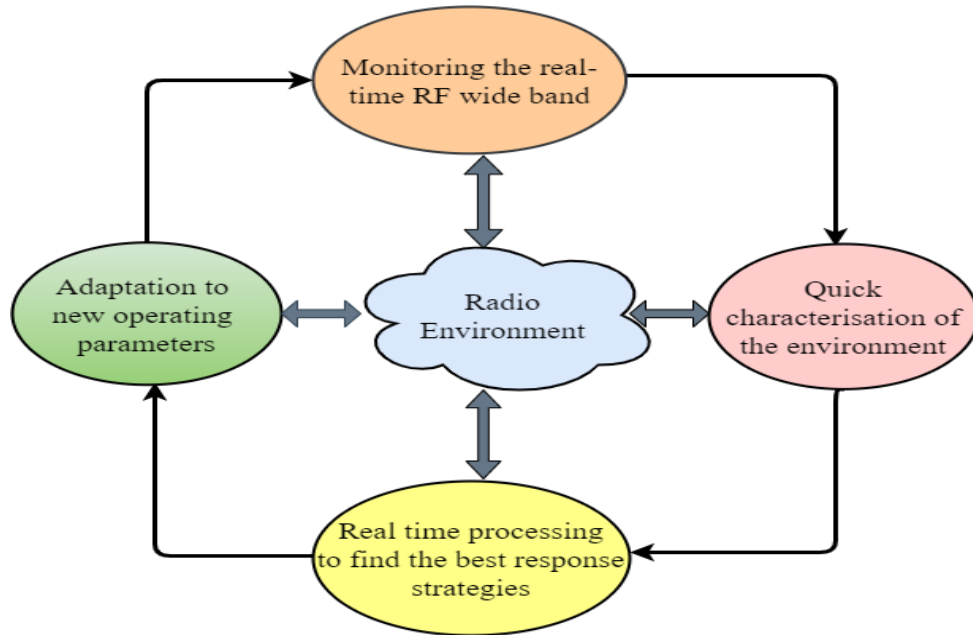 Monitoring the real-
time RF wide band
Adaptation to
new operating
parameters
Radio
Environment
Quick
characterisation of
the environment
Real time processing
to find the best response
strategies